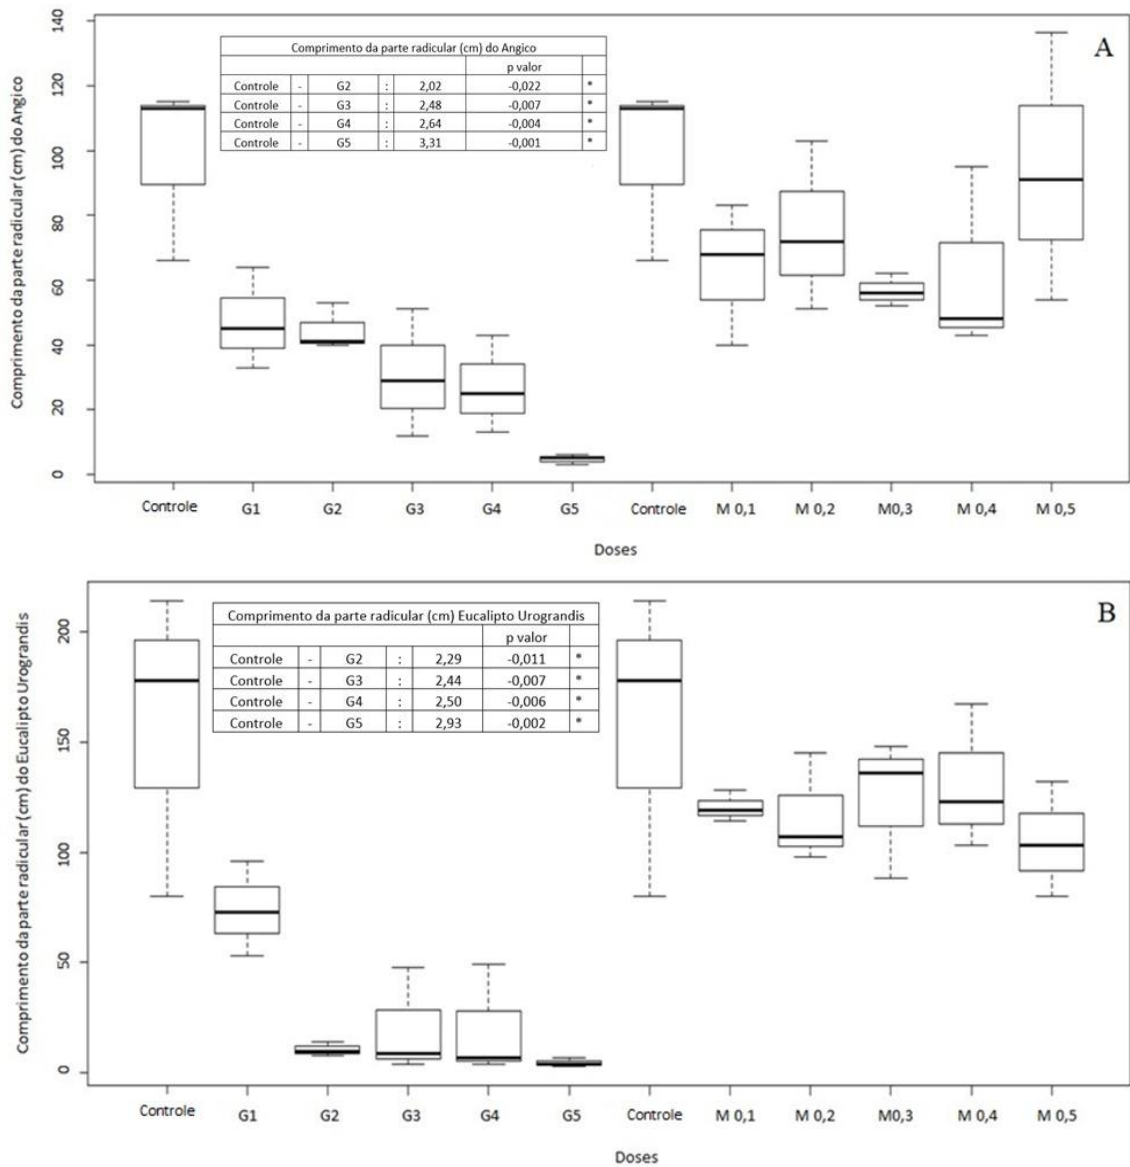 A
Comprimento da parte radicular (cm) do Angico
140
120
100
80
60
40
20
0
Comprimento da parte radicular (cm) do Angico
p valor
Controle - G2 : 2,02 -0,022 *
Controle - G3 : 2,48 -0,007 *
Controle - G4 : 2,64 -0,004 *
Controle - G5 : 3,31 -0,001 *
Controle G1 G2 G3 G4 G5 Controle M 0,1 M 0,2 M0,3 M 0,4 M 0,5
Doses
B
Comprimento da parte radicular (cm) do Eucalipto Urograndis
200
150
100
50
0
Comprimento da parte radicular (cm) Eucalipto Urograndis
p valor
Controle - G2 : 2,29 -0,011 *
Controle - G3 : 2,44 -0,007 *
Controle - G4 : 2,50 -0,006 *
Controle - G5 : 2,93 -0,002 *
Controle G1 G2 G3 G4 G5 Controle M 0,1 M 0,2 M0,3 M 0,4 M 0,5
Doses